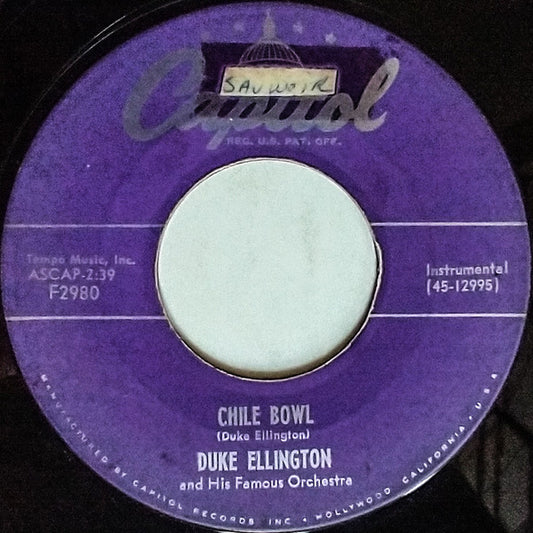 SAUWEIR
Capitol
REG. U.S. PAT. OFF.
Tempo Music, Inc.
ASCAP-2:39
F2980
Instrumental
(45-12995)
CHILE BOWL
(Duke Ellington)
DUKE ELLINGTON
and His Famous Orchestra
MANUFACTURED BY CAPITOL RECORDS INC • HOLLYWOOD CALIFORNIA, U.S.A.